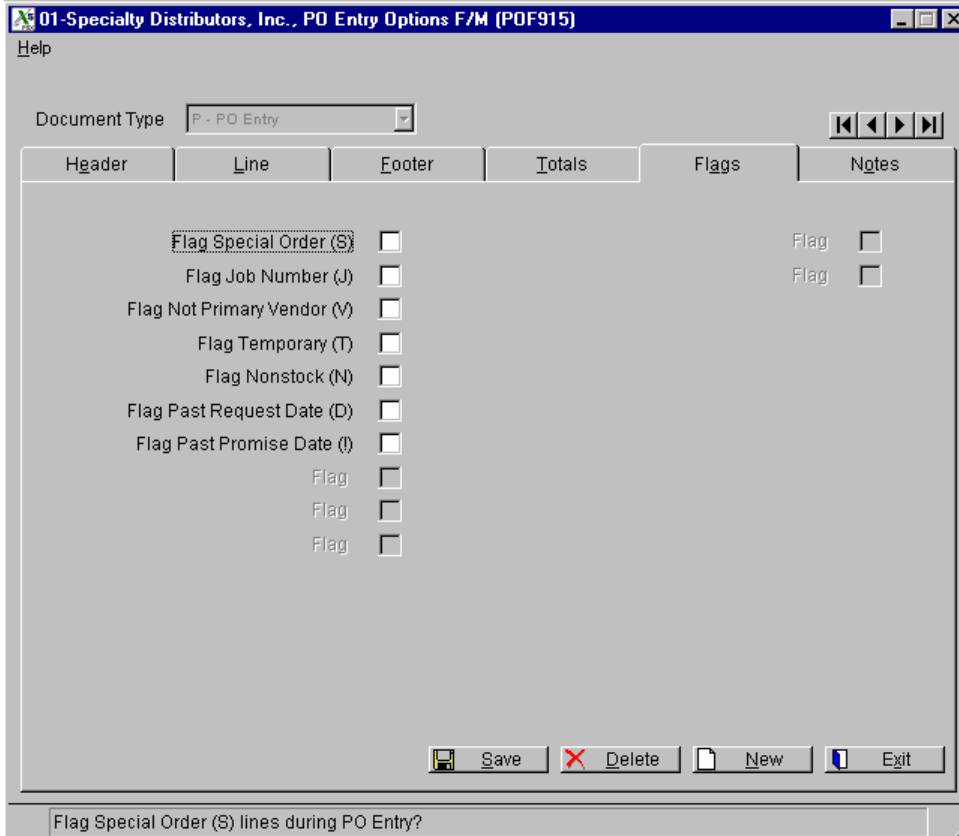 01-Specialty Distributors, Inc., PO Entry Options F/M (POF915)
Help
Document Type P - PO Entry
Header Line Footer Totals Flags Notes
Flag Special Order (S) Flag
Flag Job Number (J) Flag
Flag Not Primary Vendor (V)
Flag Temporary (T)
Flag Nonstock (N)
Flag Past Request Date (D)
Flag Past Promise Date (!)
Flag
Flag
Flag
Save Delete New Exit
Flag Special Order (S) lines during PO Entry?